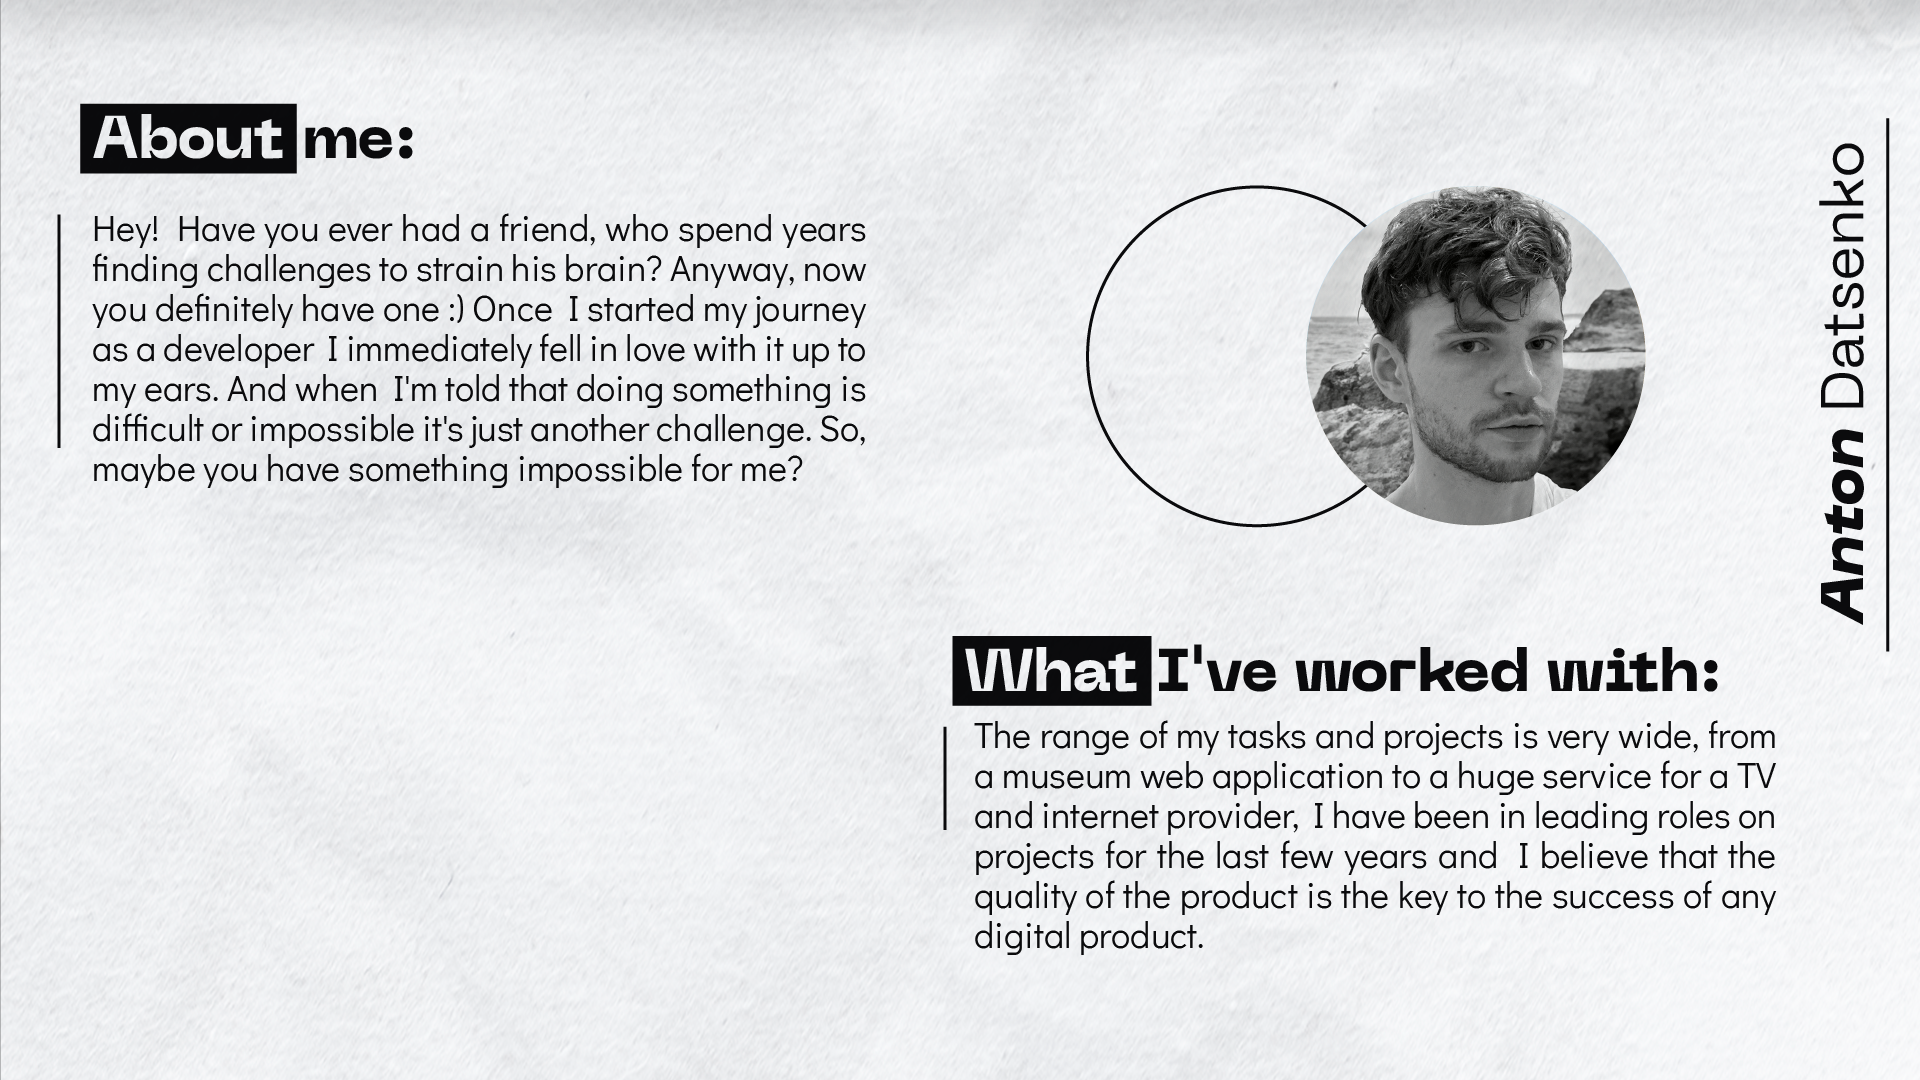 About me:
Hey! Have you ever had a friend, who spend years
finding challenges to strain his brain? Anyway, now
you definitely have one :) Once I started my journey
as a developer I immediately fell in love with it up to
my ears. And when I'm told that doing something is
difficult or impossible it's just another challenge. So,
maybe you have something impossible for me?
Anton Datsenko
What I've worked with:
The range of my tasks and projects is very wide, from
a museum web application to a huge service for a TV
and internet provider, I have been in leading roles on
projects for the last few years and I believe that the
quality of the product is the key to the success of any
digital product.